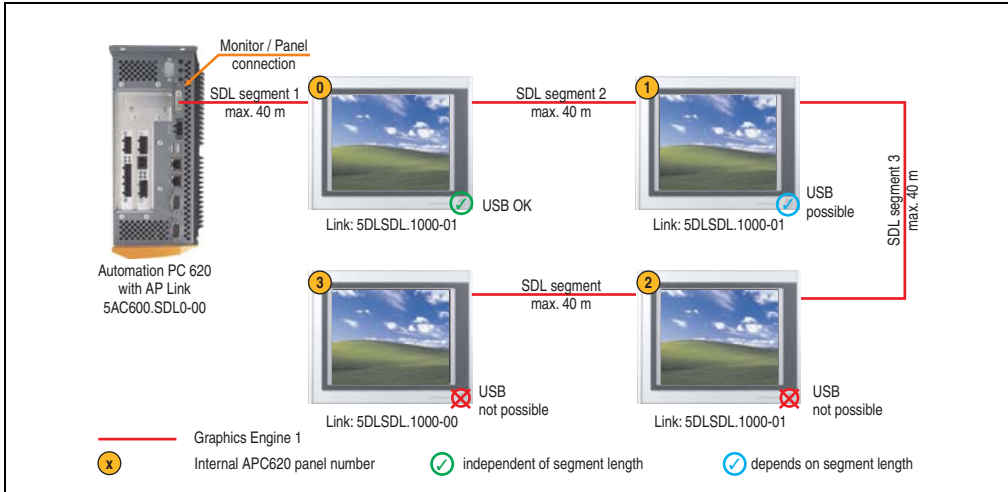 Monitor / Panel
connection
SDL segment 1
max. 40 m
0
SDL segment 2
max. 40 m
1
USB OK
Link: 5DLSDL.1000-01
USB
possible
Link: 5DLSDL.1000-01
SDL segment 3
max. 40 m
Automation PC 620
with AP Link
5AC600.SDL0-00
3
SDL segment
max. 40 m
2
USB
not possible
Link: 5DLSDL.1000-00
USB
not possible
Link: 5DLSDL.1000-01
Graphics Engine 1
x
Internal APC620 panel number
independent of segment length
depends on segment length